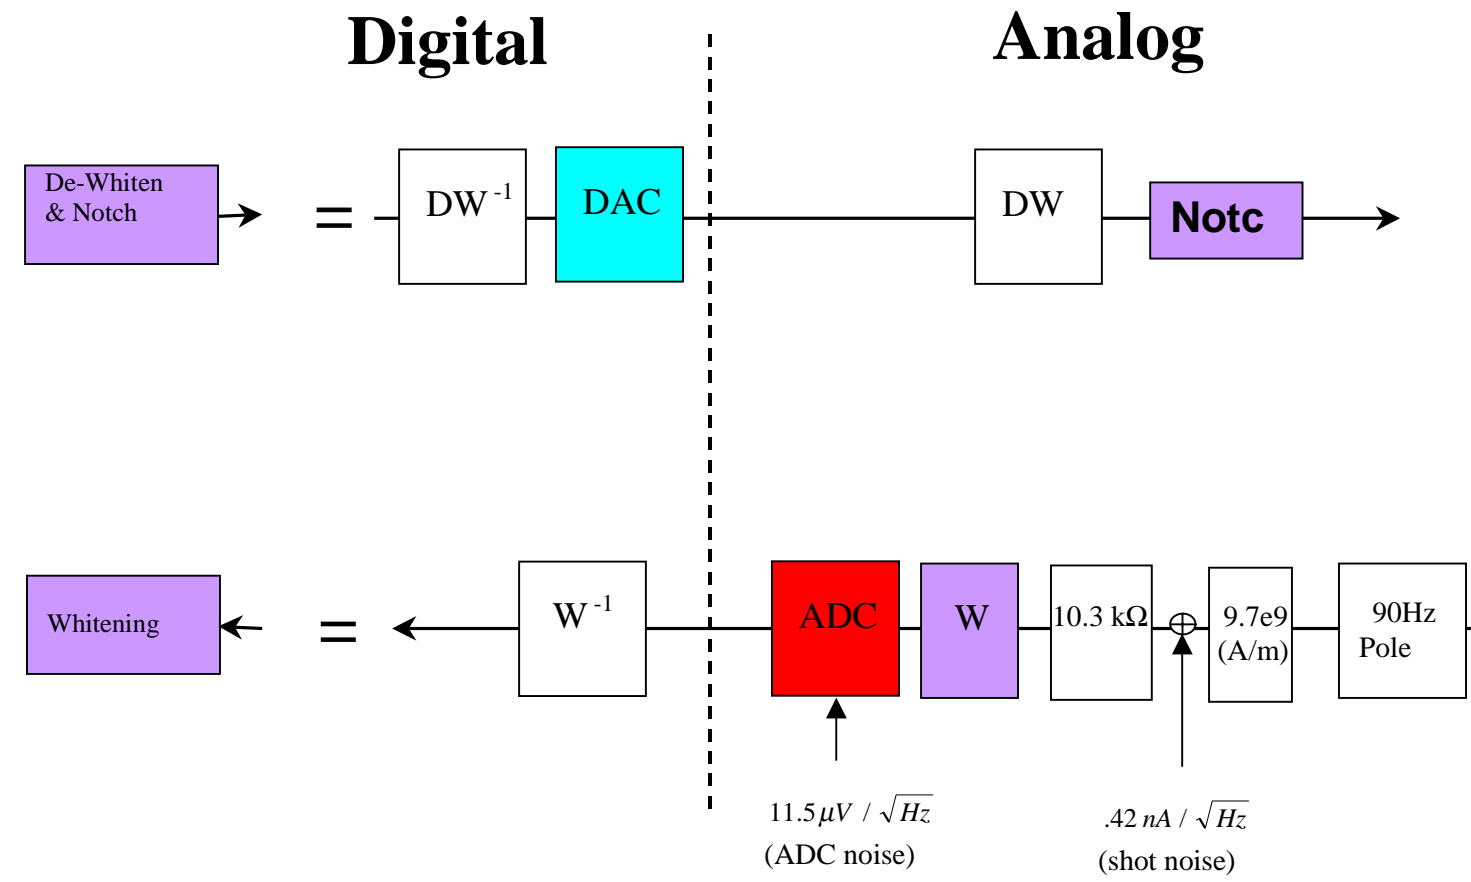 Digital
Analog
De-Whiten
& Notch
=
DW -1
DAC
DW
Notc
Whitening
=
W -1
ADC
W
10.3 kΩ
9.7e9
(A/m)
90Hz
Pole
11.5 μV / √Hz
(ADC noise)
.42 nA / √Hz
(shot noise)